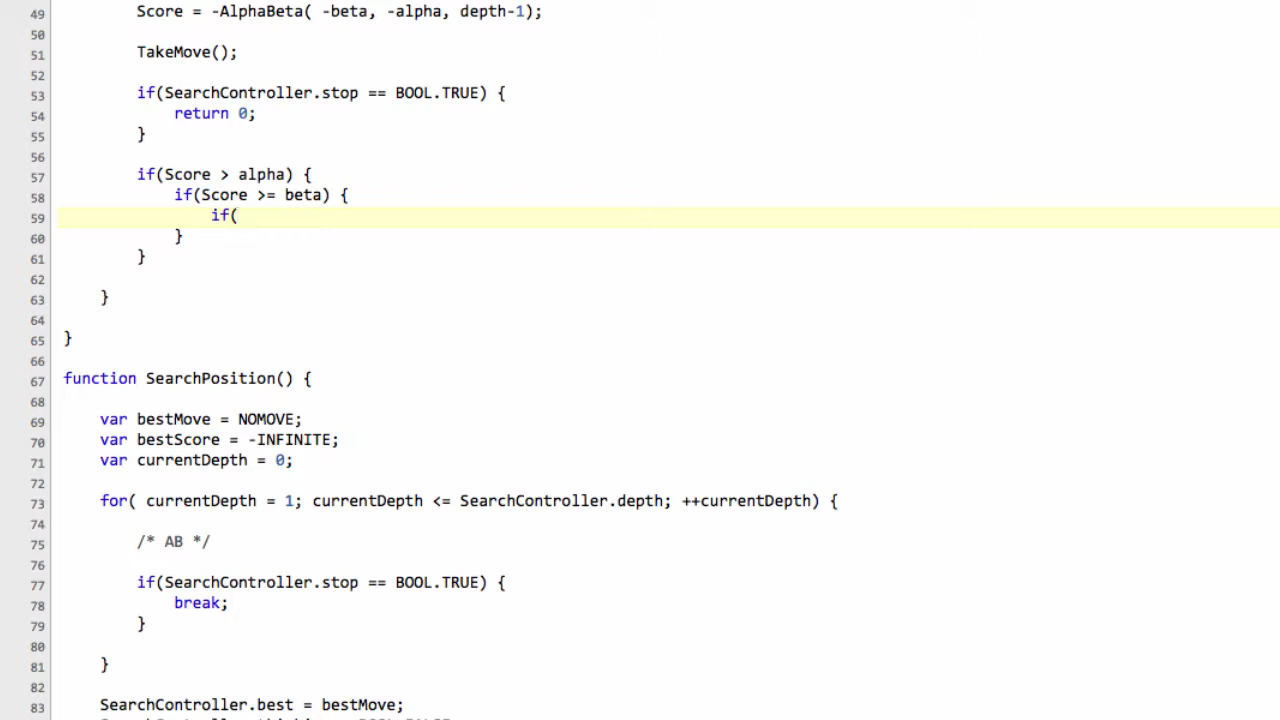 49 Score = -AlphaBeta( -beta, -alpha, depth-1);
50
51 TakeMove();
52
53 if(SearchController.stop == BOOL.TRUE) {
54 return 0;
55 }
56
57 if(Score > alpha) {
58 if(Score >= beta) {
59 if(
60 }
61 }
62
63 }
64
65 }
66
67 function SearchPosition() {
68
69 var bestMove = NOMOVE;
70 var bestScore = -INFINITE;
71 var currentDepth = 0;
72
73 for( currentDepth = 1; currentDepth <= SearchController.depth; ++currentDepth) {
74
75 /* AB */
76
77 if(SearchController.stop == BOOL.TRUE) {
78 break;
79 }
80
81 }
82
83 SearchController.best = bestMove;